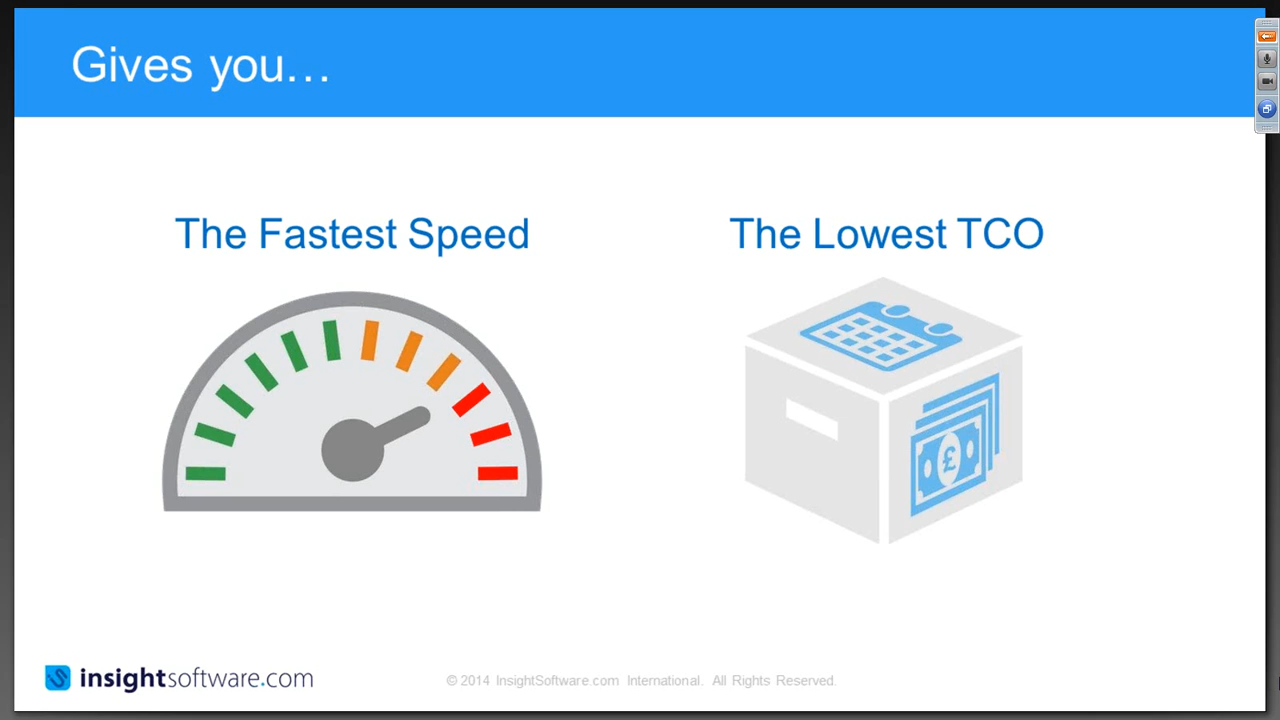 Gives you…
The Fastest Speed
The Lowest TCO
£
insightsoftware.com
© 2014 InsightSoftware.com International. All Rights Reserved.